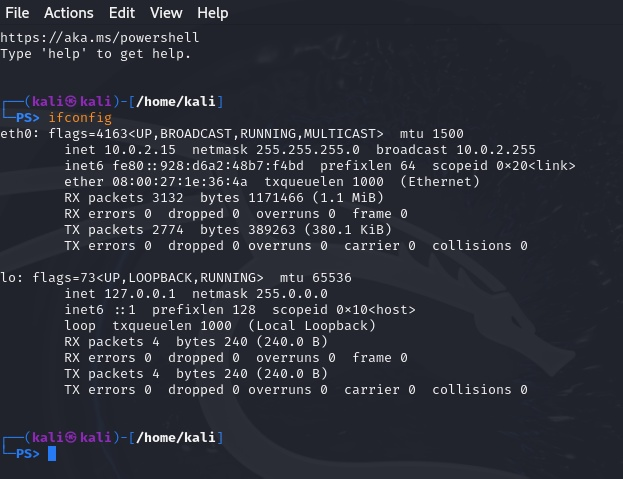 File Actions Edit View Help
https://aka.ms/powershell
Type 'help' to get help.
┌──(kali㉿kali)-[/home/kali]
└─PS> ifconfig
eth0: flags=4163<UP,BROADCAST,RUNNING,MULTICAST>  mtu 1500
        inet 10.0.2.15  netmask 255.255.255.0  broadcast 10.0.2.255
        inet6 fe80::928:d6a2:48b7:f4bd  prefixlen 64  scopeid 0x20<link>
        ether 08:00:27:1e:36:4a  txqueuelen 1000  (Ethernet)
        RX packets 3132  bytes 1171466 (1.1 MiB)
        RX errors 0  dropped 0  overruns 0  frame 0
        TX packets 2774  bytes 389263 (380.1 KiB)
        TX errors 0  dropped 0 overruns 0  carrier 0  collisions 0
lo: flags=73<UP,LOOPBACK,RUNNING>  mtu 65536
        inet 127.0.0.1  netmask 255.0.0.0
        inet6 ::1  prefixlen 128  scopeid 0x10<host>
        loop  txqueuelen 1000  (Local Loopback)
        RX packets 4  bytes 240 (240.0 B)
        RX errors 0  dropped 0  overruns 0  frame 0
        TX packets 4  bytes 240 (240.0 B)
        TX errors 0  dropped 0 overruns 0  carrier 0  collisions 0
┌──(kali㉿kali)-[/home/kali]
└─PS>